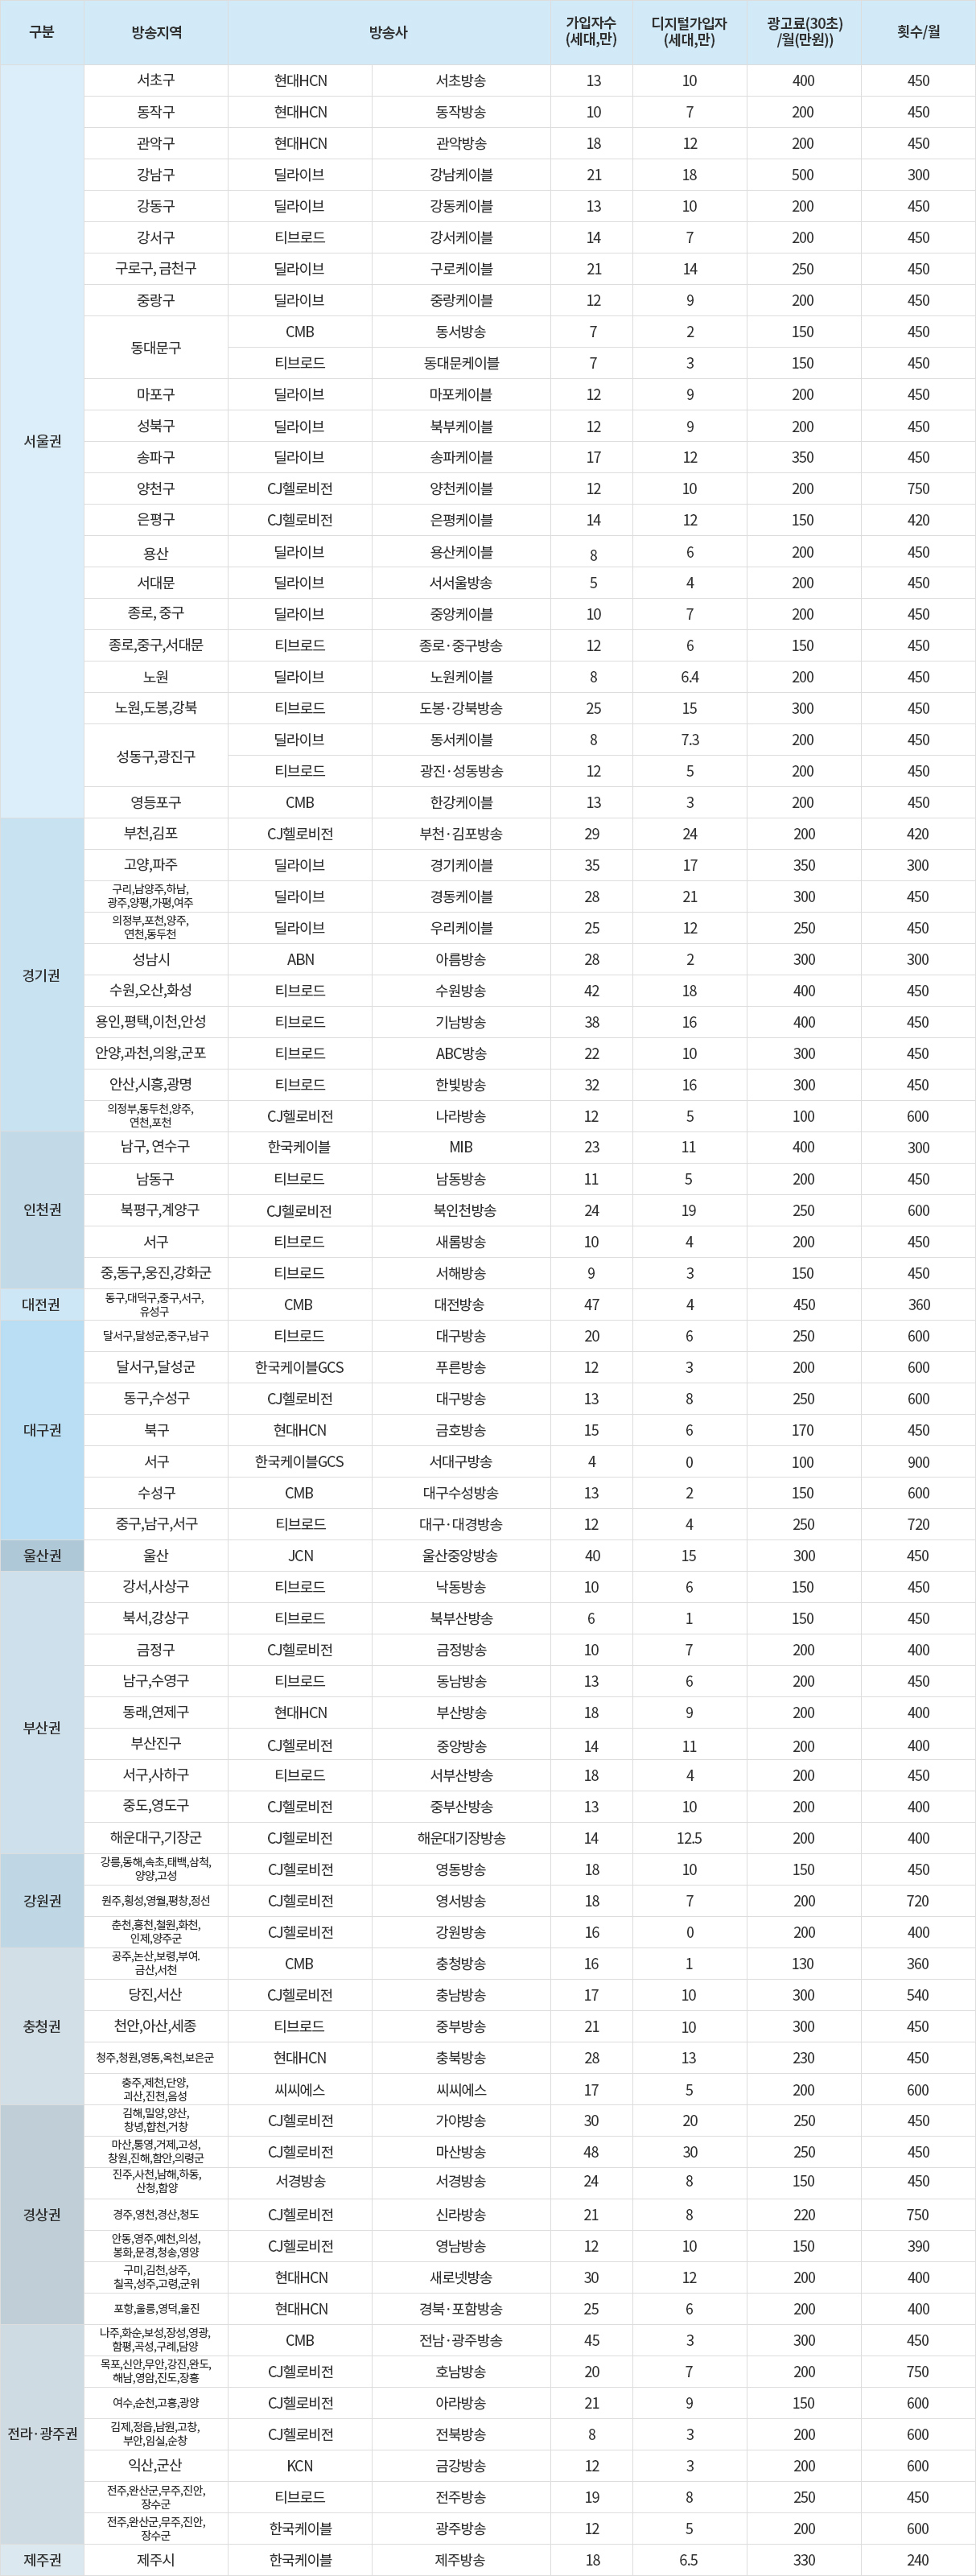 구분 방송지역 방송사 가입자수 (세대,만) 디지털가입자 (세대,만) 광고료(30초) /월(만원)) 횟수/월
서울권
서초구 현대HCN 서초방송 13 10 400 450
동작구 현대HCN 동작방송 10 7 200 450
관악구 현대HCN 관악방송 18 12 200 450
강남구 딜라이브 강남케이블 21 18 500 300
강동구 딜라이브 강동케이블 13 10 200 450
강서구 티브로드 강서케이블 14 7 200 450
구로구, 금천구 딜라이브 구로케이블 21 14 250 450
중랑구 딜라이브 중랑케이블 12 9 200 450
동대문구 CMB 동서방송 7 2 150 450
티브로드 동대문케이블 7 3 150 450
마포구 딜라이브 마포케이블 12 9 200 450
성북구 딜라이브 북부케이블 12 9 200 450
송파구 딜라이브 송파케이블 17 12 350 450
양천구 CJ헬로비전 양천케이블 12 10 200 750
은평구 CJ헬로비전 은평케이블 14 12 150 420
용산 딜라이브 용산케이블 8 6 200 450
서대문 딜라이브 서서울방송 5 4 200 450
종로, 중구 딜라이브 중앙케이블 10 7 200 450
종로,중구,서대문 티브로드 종로·중구방송 12 6 150 450
노원 딜라이브 노원케이블 8 6.4 200 450
노원,도봉,강북 티브로드 도봉·강북방송 25 15 300 450
성동구,광진구 딜라이브 동서케이블 8 7.3 200 450
티브로드 광진·성동방송 12 5 200 450
영등포구 CMB 한강케이블 13 3 200 450
경기권
부천,김포 CJ헬로비전 부천·김포방송 29 24 200 420
고양,파주 딜라이브 경기케이블 35 17 350 300
구리,남양주,하남,
광주,양평,가평,여주 딜라이브 경동케이블 28 21 300 450
의정부,포천,양주,
연천,동두천 딜라이브 우리케이블 25 12 250 450
성남시 ABN 아름방송 28 2 300 300
수원,오산,화성 티브로드 수원방송 42 18 400 450
용인,평택,이천,안성 티브로드 기남방송 38 16 400 450
안양,과천,의왕,군포 티브로드 ABC방송 22 10 300 450
안산,시흥,광명 티브로드 한빛방송 32 16 300 450
의정부,동두천,양주,
연천,포천 CJ헬로비전 나라방송 12 5 100 600
인천권
남구, 연수구 한국케이블 MIB 23 11 400 300
남동구 티브로드 남동방송 11 5 200 450
북평구,계양구 CJ헬로비전 북인천방송 24 19 250 600
서구 티브로드 새롬방송 10 4 200 450
중,동구,웅진,강화군 티브로드 서해방송 9 3 150 450
대전권
동구,대덕구,중구,서구,
유성구 CMB 대전방송 47 4 450 360
대구권
달서구,달성군,중구,남구 티브로드 대구방송 20 6 250 600
달서구,달성군 한국케이블GCS 푸른방송 12 3 200 600
동구,수성구 CJ헬로비전 대구방송 13 8 250 600
북구 현대HCN 금호방송 15 6 170 450
서구 한국케이블GCS 서대구방송 4 0 100 900
수성구 CMB 대구수성방송 13 2 150 600
중구,남구,서구 티브로드 대구·대경방송 12 4 250 720
울산권
울산 JCN 울산중앙방송 40 15 300 450
부산권
강서,사상구 티브로드 낙동방송 10 6 150 450
북서,강상구 티브로드 북부산방송 6 1 150 450
금정구 CJ헬로비전 금정방송 10 7 200 400
남구,수영구 티브로드 동남방송 13 6 200 450
동래,연제구 현대HCN 부산방송 18 9 200 400
부산진구 CJ헬로비전 중앙방송 14 11 200 400
서구,사하구 티브로드 서부산방송 18 4 200 450
중도,영도구 CJ헬로비전 중부산방송 13 10 200 400
해운대구,기장군 CJ헬로비전 해운대기장방송 14 12.5 200 400
강원권
강릉,동해,속초,태백,삼척,
양양,고성 CJ헬로비전 영동방송 18 10 150 450
원주,횡성,영월,평창,정선 CJ헬로비전 영서방송 18 7 200 720
춘천,홍천,철원,화천,
인제,양주군 CJ헬로비전 강원방송 16 0 200 400
충청권
공주,논산,보령,부여.
금산,서천 CMB 충청방송 16 1 130 360
당진,서산 CJ헬로비전 충남방송 17 10 300 540
천안,아산,세종 티브로드 중부방송 21 10 300 450
청주,청원,영동,옥천,보은군 현대HCN 충북방송 28 13 230 450
충주,제천,단양,
괴산,진천,음성 씨씨에스 씨씨에스 17 5 200 600
경상권
김해,밀양,양산,
창녕,합천,거창 CJ헬로비전 가야방송 30 20 250 450
마산,통영,거제,고성,
창원,진해,함안,의령군 CJ헬로비전 마산방송 48 30 250 450
진주,사천,남해,하동,
산청,함양 서경방송 서경방송 24 8 150 450
경주,영천,경산,청도 CJ헬로비전 신라방송 21 8 220 750
안동,영주,예천,의성,
봉화,문경,청송,영양 CJ헬로비전 영남방송 12 10 150 390
구미,김천,상주,
칠곡,성주,고령,군위 현대HCN 새로넷방송 30 12 200 400
포항,울릉,영덕,울진 현대HCN 경북·포함방송 25 6 200 400
전라·광주권
나주,화순,보성,장성,영광,
함평,곡성,구례,담양 CMB 전남·광주방송 45 3 300 450
목포,신안,무안,강진,완도,
해남,영암,진도,장흥 CJ헬로비전 호남방송 20 7 200 750
여수,순천,고흥,광양 CJ헬로비전 아라방송 21 9 150 600
김제,정읍,남원,고창,
부안,임실,순창 CJ헬로비전 전북방송 8 3 200 600
익산,군산 KCN 금강방송 12 3 200 600
전주,완산군,무주,진안,
장수군 티브로드 전주방송 19 8 250 450
전주,완산군,무주,진안,
장수군 한국케이블 광주방송 12 5 200 600
제주권
제주시 한국케이블 제주방송 18 6.5 330 240